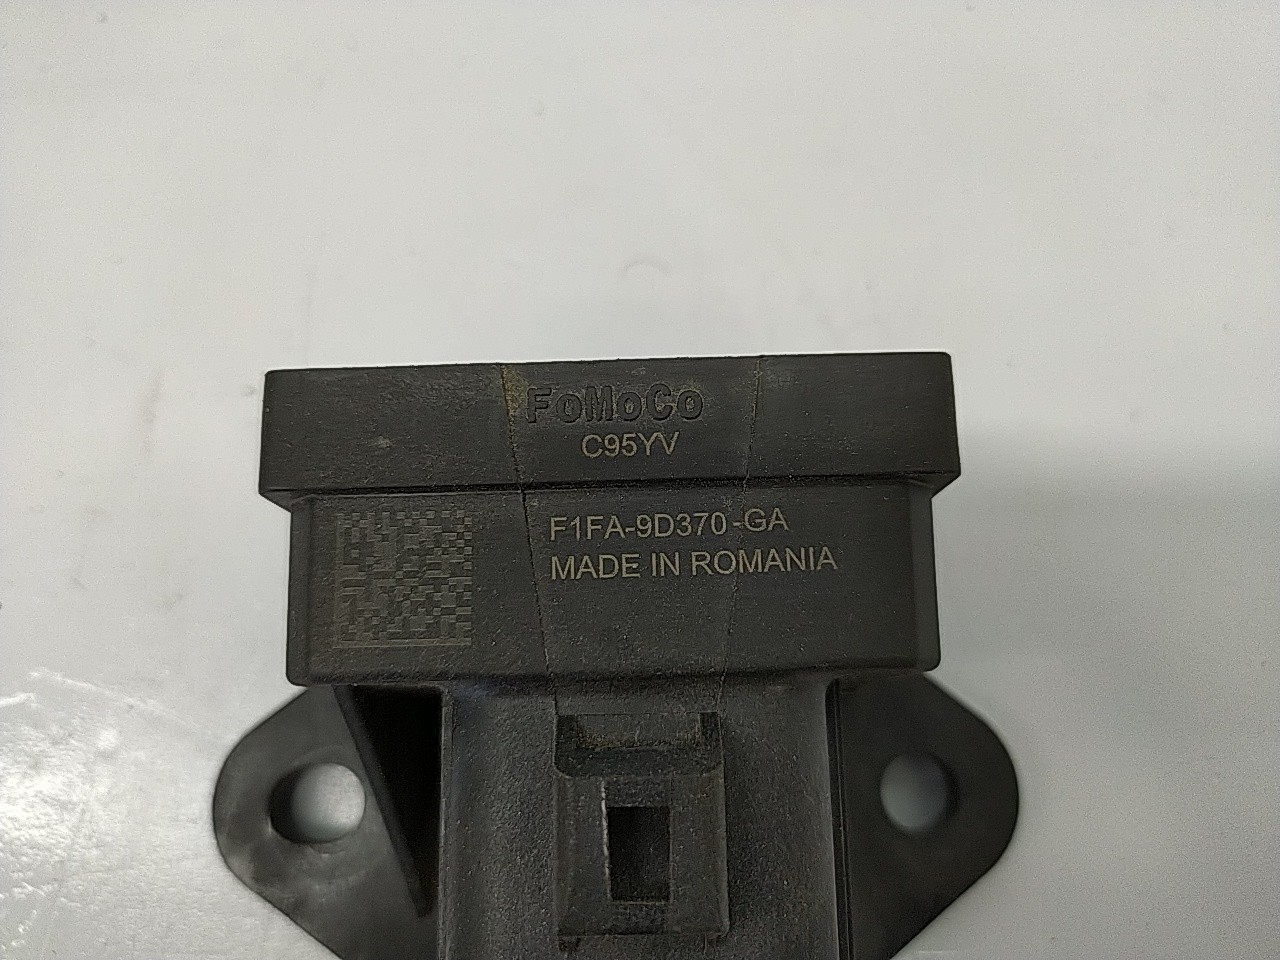 FoMoCo
C95YV
F1FA-9D370-GA
MADE IN ROMANIA